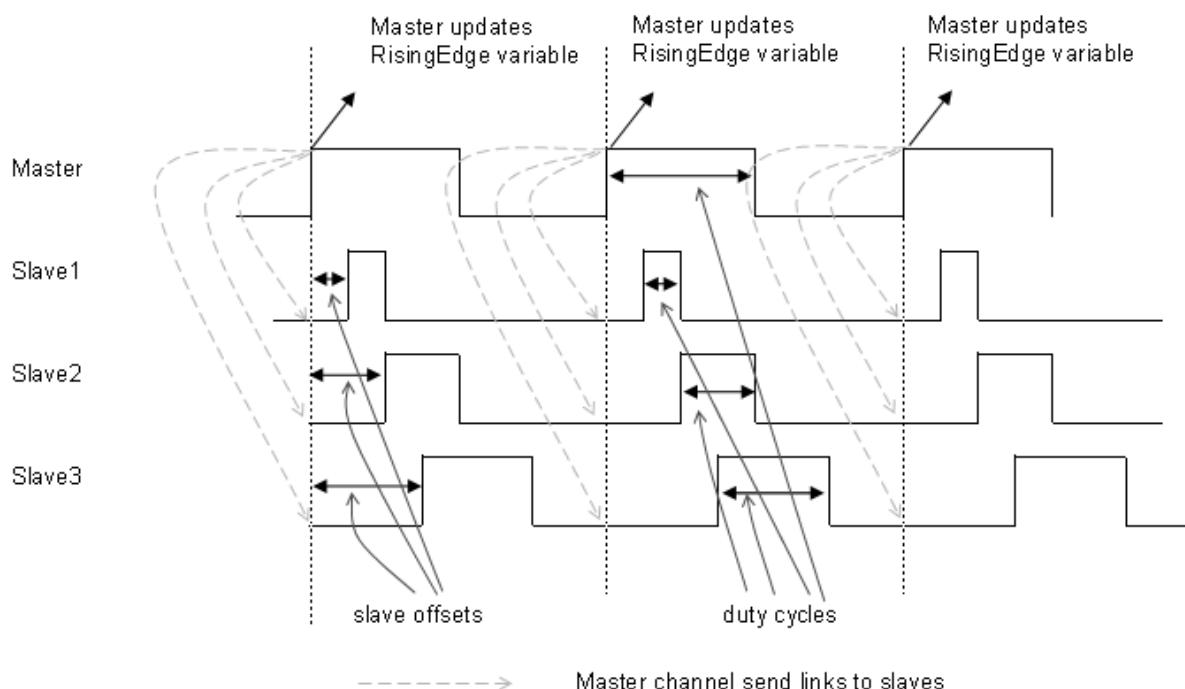 Master updates
RisingEdge variable
Master updates
RisingEdge variable
Master updates
RisingEdge variable
Master
Slave1
Slave2
Slave3
slave offsets
duty cycles
Master channel send links to slaves